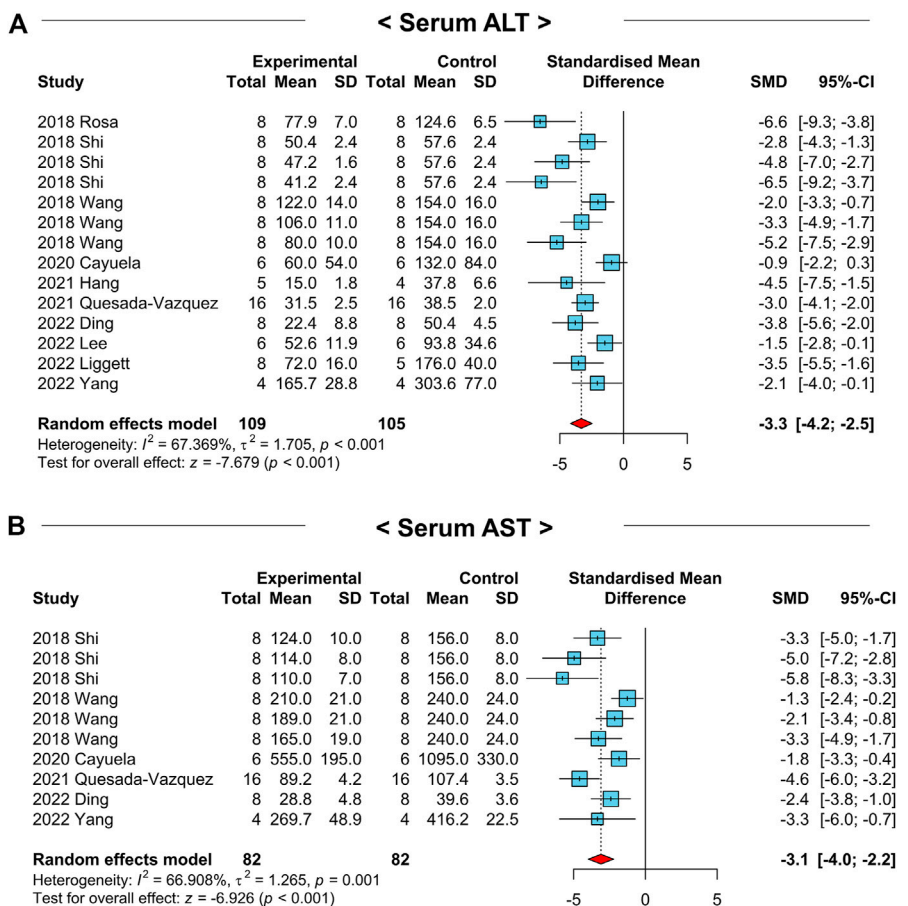 A < Serum ALT >
Experimental Control Standardised Mean
Study Total Mean SD Total Mean SD Difference SMD 95%-CI
2018 Rosa 8 77.9 7.0 8 124.6 6.5 -6.6 [-9.3; -3.8]
2018 Shi 8 50.4 2.4 8 57.6 2.4 -2.8 [-4.3; -1.3]
2018 Shi 8 47.2 1.6 8 57.6 2.4 -4.8 [-7.0; -2.7]
2018 Shi 8 41.2 2.4 8 57.6 2.4 -6.5 [-9.2; -3.7]
2018 Wang 8 122.0 14.0 8 154.0 16.0 -2.0 [-3.3; -0.7]
2018 Wang 8 106.0 11.0 8 154.0 16.0 -3.3 [-4.9; -1.7]
2018 Wang 8 80.0 10.0 8 154.0 16.0 -5.2 [-7.5; -2.9]
2020 Cayuela 6 60.0 54.0 6 132.0 84.0 -0.9 [-2.2; 0.3]
2021 Hang 5 15.0 1.8 4 37.8 6.6 -4.5 [-7.5; -1.5]
2021 Quesada-Vazquez 16 31.5 2.5 16 38.5 2.0 -3.0 [-4.1; -2.0]
2022 Ding 8 22.4 8.8 8 50.4 4.5 -3.8 [-5.6; -2.0]
2022 Lee 6 52.6 11.9 6 93.8 34.6 -1.5 [-2.8; -0.1]
2022 Liggett 8 72.0 16.0 5 176.0 40.0 -3.5 [-5.5; -1.6]
2022 Yang 4 165.7 28.8 4 303.6 77.0 -2.1 [-4.0; -0.1]
Random effects model 109 105 -3.3 [-4.2; -2.5]
Heterogeneity: I² = 67.369%, τ² = 1.705, p < 0.001
Test for overall effect: z = -7.679 (p < 0.001)
-5 0 5
B < Serum AST >
Experimental Control Standardised Mean
Study Total Mean SD Total Mean SD Difference SMD 95%-CI
2018 Shi 8 124.0 10.0 8 156.0 8.0 -3.3 [-5.0; -1.7]
2018 Shi 8 114.0 8.0 8 156.0 8.0 -5.0 [-7.2; -2.8]
2018 Shi 8 110.0 7.0 8 156.0 8.0 -5.8 [-8.3; -3.3]
2018 Wang 8 210.0 21.0 8 240.0 24.0 -1.3 [-2.4; -0.2]
2018 Wang 8 189.0 21.0 8 240.0 24.0 -2.1 [-3.4; -0.8]
2018 Wang 8 165.0 19.0 8 240.0 24.0 -3.3 [-4.9; -1.7]
2020 Cayuela 6 555.0 195.0 6 1095.0 330.0 -1.8 [-3.3; -0.4]
2021 Quesada-Vazquez 16 89.2 4.2 16 107.4 3.5 -4.6 [-6.0; -3.2]
2022 Ding 8 28.8 4.8 8 39.6 3.6 -2.4 [-3.8; -1.0]
2022 Yang 4 269.7 48.9 4 416.2 22.5 -3.3 [-6.0; -0.7]
Random effects model 82 82 -3.1 [-4.0; -2.2]
Heterogeneity: I² = 66.908%, τ² = 1.265, p = 0.001
Test for overall effect: z = -6.926 (p < 0.001)
-5 0 5